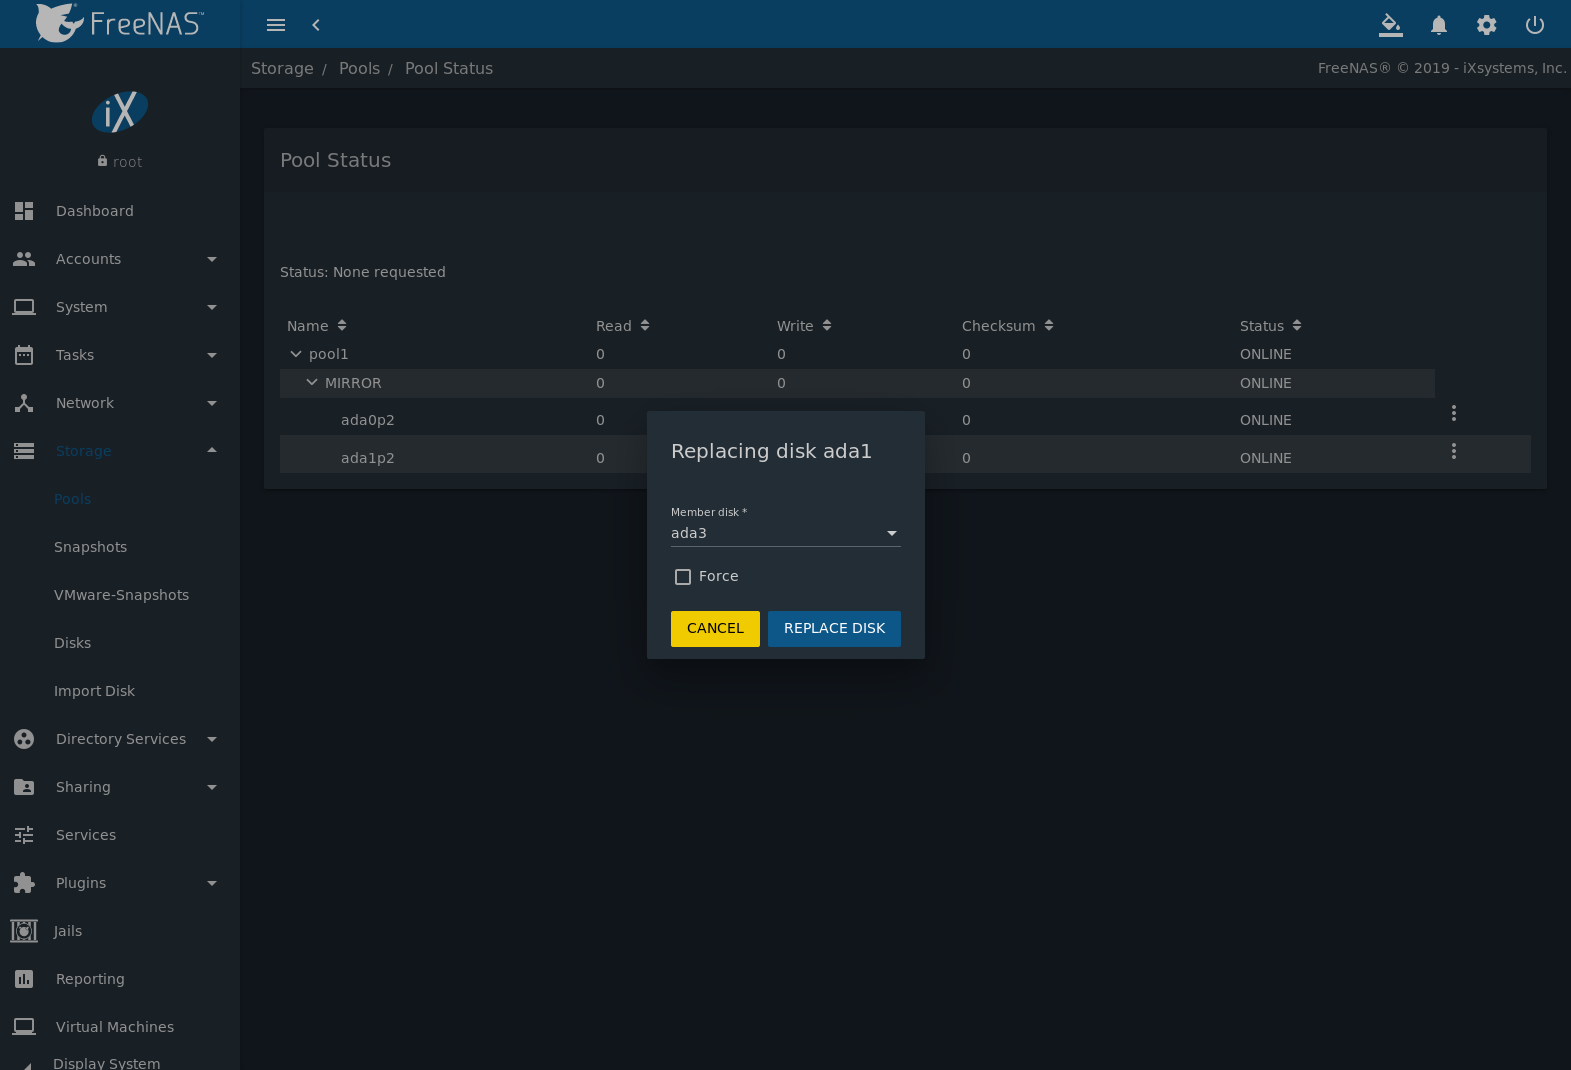 FreeNAS™
Storage / Pools / Pool Status
FreeNAS® © 2019 - iXsystems, Inc.
iX
root
Dashboard
Accounts
System
Tasks
Network
Storage
Pools
Snapshots
VMware-Snapshots
Disks
Import Disk
Directory Services
Sharing
Services
Plugins
Jails
Reporting
Virtual Machines
Display System
Pool Status
Status: None requested
Name Read Write Checksum Status
pool1 0 0 0 ONLINE
MIRROR 0 0 0 ONLINE
ada0p2 0 0 ONLINE
ada1p2 0 0 ONLINE
Replacing disk ada1
Member disk *
ada3
Force
CANCEL REPLACE DISK